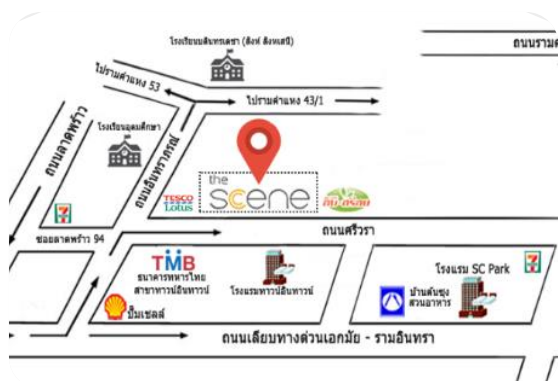 โรงเรียนบดินทรเดชา (สิงห์ สิงหเสนี)
ถนนราม
ไปรามคำแหง 53
ไปรามคำแหง 43/1
ถนนลาดพร้าว
โรงเรียนอุดมศึกษา
ถนนอินทราภรณ์
the
scene
TESCO
Lotus
7
ซอยลาดพร้าว 94
ถนนศรีวรา
TMB
ธนาคารทหารไทย
สาขาทาวน์อินทาวน์
โรงแรมทาวน์อินทาวน์
โรงแรม SC Park
7
บ้านต้นซุง
สวนอาหาร
ปั๊มเชลล์
ถนนเลียบทางด่วนเอกมัย - รามอินทรา